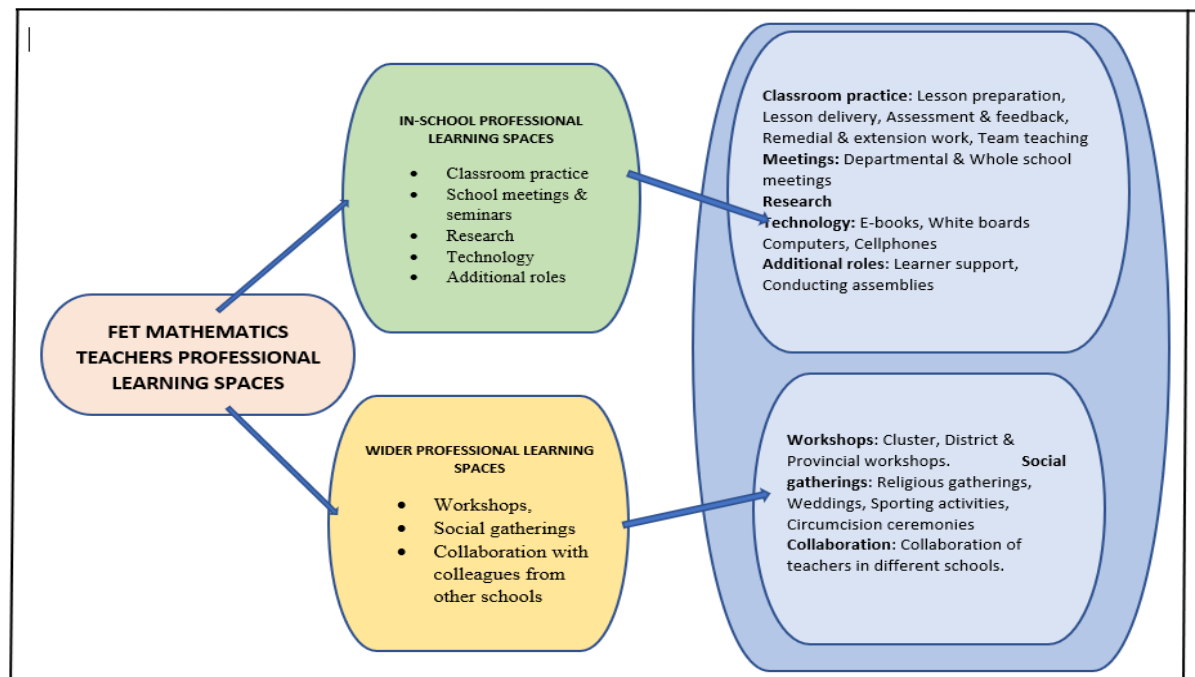 FET MATHEMATICS
TEACHERS PROFESSIONAL
LEARNING SPACES
IN-SCHOOL PROFESSIONAL
LEARNING SPACES
• Classroom practice
• School meetings &
seminars
• Research
• Technology
• Additional roles
Classroom practice: Lesson preparation,
Lesson delivery, Assessment & feedback,
Remedial & extension work, Team teaching
Meetings: Departmental & Whole school
meetings
Research
Technology: E-books, White boards
Computers, Cellphones
Additional roles: Learner support,
Conducting assemblies
WIDER PROFESSIONAL LEARNING
SPACES
• Workshops,
• Social gatherings
• Collaboration with
colleagues from
other schools
Workshops: Cluster, District &
Provincial workshops. Social
gatherings: Religious gatherings,
Weddings, Sporting activities,
Circumcision ceremonies
Collaboration: Collaboration of
teachers in different schools.